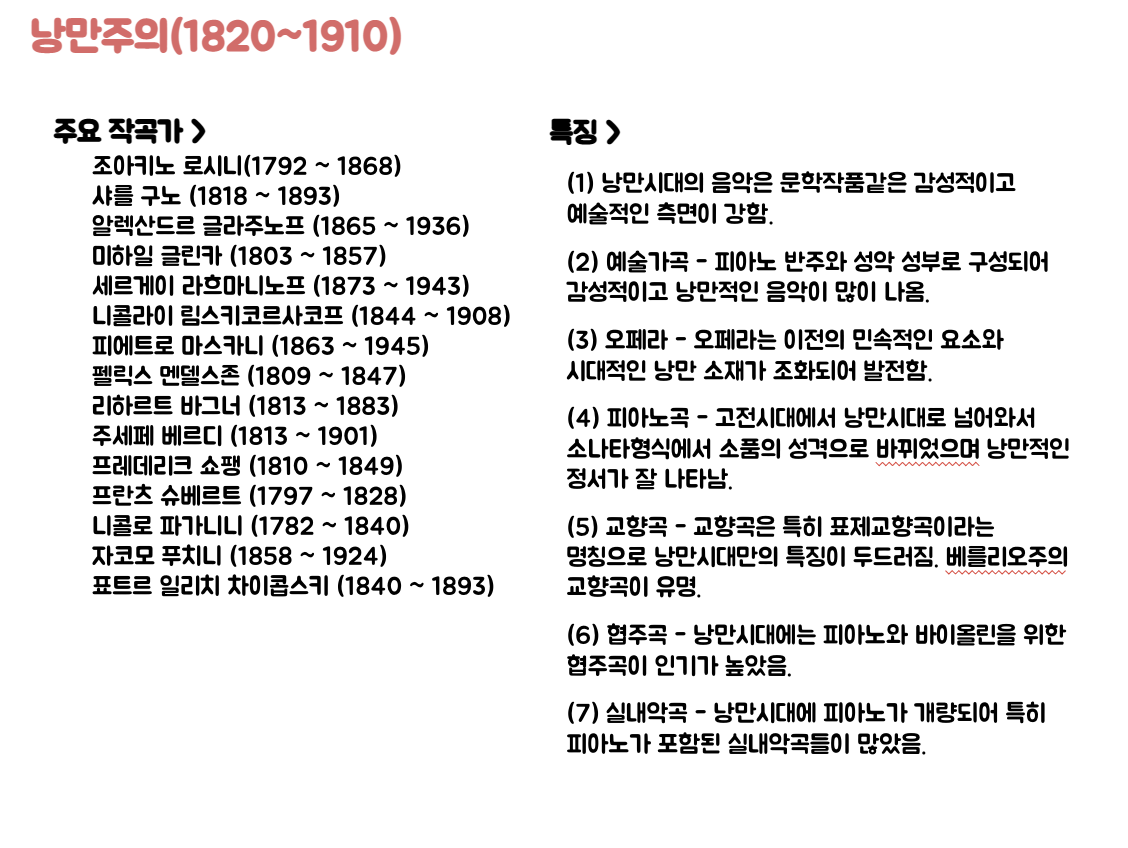 낭만주의(1820~1910)
주요 작곡가 >
조아키노 로시니(1792 ~ 1868)
샤를 구노 (1818 ~ 1893)
알렉산드르 글라주노프 (1865 ~ 1936)
미하일 글린카 (1803 ~ 1857)
세르게이 라흐마니노프 (1873 ~ 1943)
니콜라이 림스키코르사코프 (1844 ~ 1908)
피에트로 마스카니 (1863 ~ 1945)
펠릭스 멘델스존 (1809 ~ 1847)
리하르트 바그너 (1813 ~ 1883)
주세페 베르디 (1813 ~ 1901)
프레데리크 쇼팽 (1810 ~ 1849)
프란츠 슈베르트 (1797 ~ 1828)
니콜로 파가니니 (1782 ~ 1840)
자코모 푸치니 (1858 ~ 1924)
표트르 일리치 차이콥스키 (1840 ~ 1893)
특징 >
(1) 낭만시대의 음악은 문학작품같은 감성적이고
예술적인 측면이 강함.
(2) 예술가곡 - 피아노 반주와 성악 성부로 구성되어
감성적이고 낭만적인 음악이 많이 나옴.
(3) 오페라 - 오페라는 이전의 민속적인 요소와
시대적인 낭만 소재가 조화되어 발전함.
(4) 피아노곡 - 고전시대에서 낭만시대로 넘어와서
소나타형식에서 소품의 성격으로 바뀌었으며 낭만적인
정서가 잘 나타남.
(5) 교향곡 - 교향곡은 특히 표제교향곡이라는
명칭으로 낭만시대만의 특징이 두드러짐. 베를리오주의
교향곡이 유명.
(6) 협주곡 - 낭만시대에는 피아노와 바이올린을 위한
협주곡이 인기가 높았음.
(7) 실내악곡 - 낭만시대에 피아노가 개량되어 특히
피아노가 포함된 실내악곡들이 많았음.